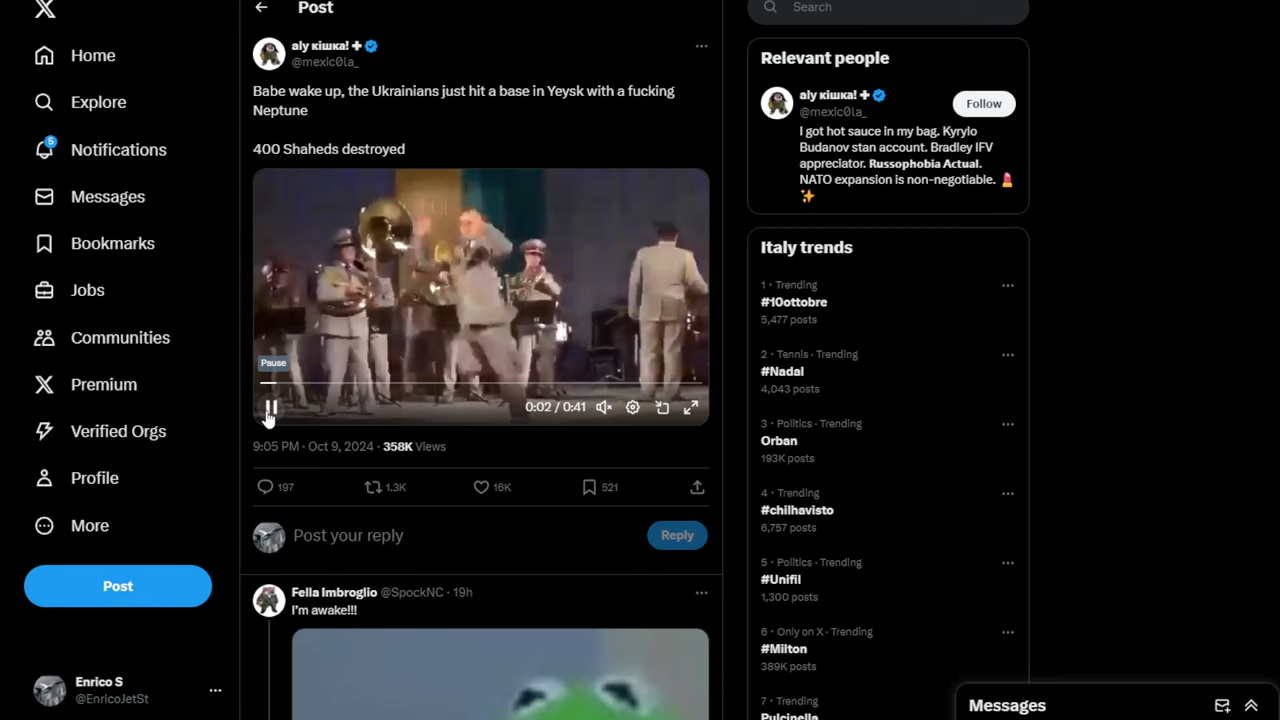 Home
Explore
5
Notifications
Messages
Bookmarks
Jobs
Communities
Premium
Verified Orgs
Profile
More
Post
Enrico S
@EnricoJetSt
Post
aly кішка!
@mexic0la_
Babe wake up, the Ukrainians just hit a base in Yeysk with a fucking
Neptune
400 Shaheds destroyed
Pause
0:02 / 0:41
9:05 PM · Oct 9, 2024 · 358K Views
197
1.3K
16K
521
Post your reply
Reply
Fella Imbroglio @SpockNC · 19h
I'm awake!!!
Search
Relevant people
aly кішка!
@mexic0la_
Follow
I got hot sauce in my bag. Kyrylo
Budanov stan account. Bradley IFV
appreciator. Russophobia Actual.
NATO expansion is non-negotiable.
Italy trends
1 · Trending
#10ottobre
5,477 posts
2 · Tennis · Trending
#Nadal
4,043 posts
3 · Politics · Trending
Orban
193K posts
4 · Trending
#chilhavisto
6,757 posts
5 · Politics · Trending
#Unifil
1,300 posts
6 · Only on X · Trending
#Milton
389K posts
7 · Trending
Pulcinella
Messages